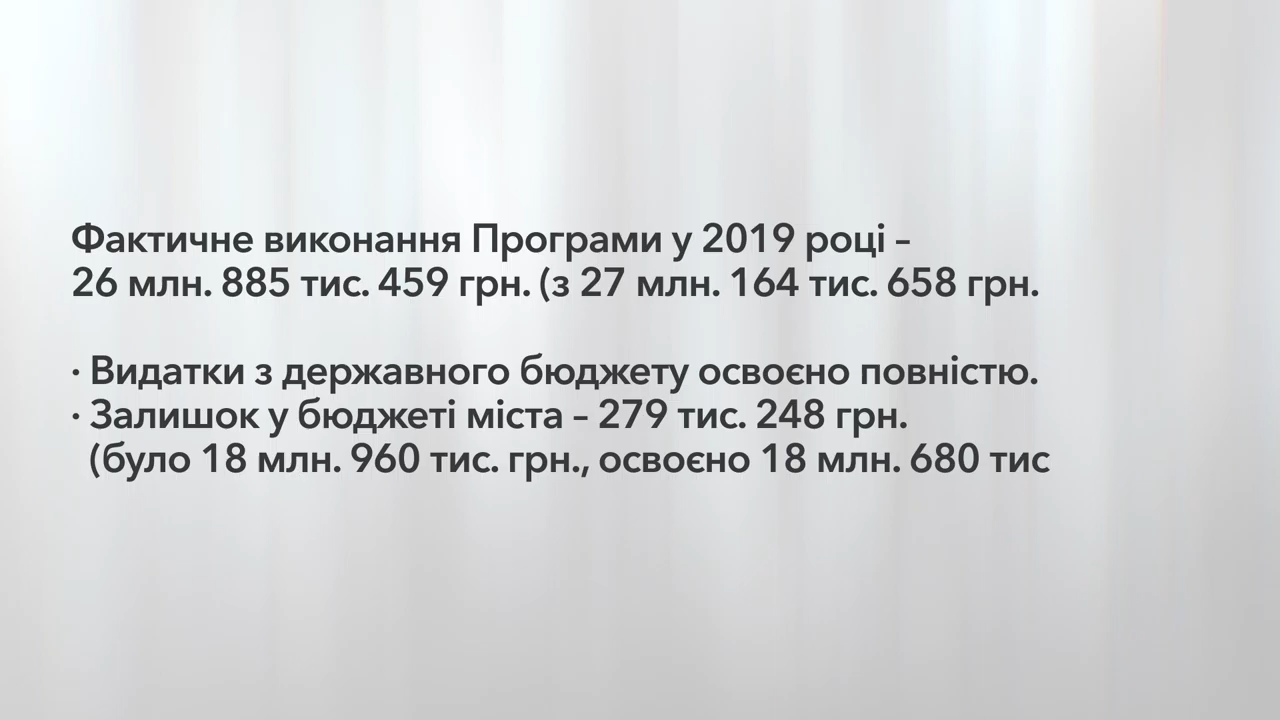 Фактичне виконання Програми у 2019 році –
26 млн. 885 тис. 459 грн. (з 27 млн. 164 тис. 658 грн.
· Видатки з державного бюджету освоєно повністю.
· Залишок у бюджеті міста – 279 тис. 248 грн.
(було 18 млн. 960 тис. грн., освоєно 18 млн. 680 тис